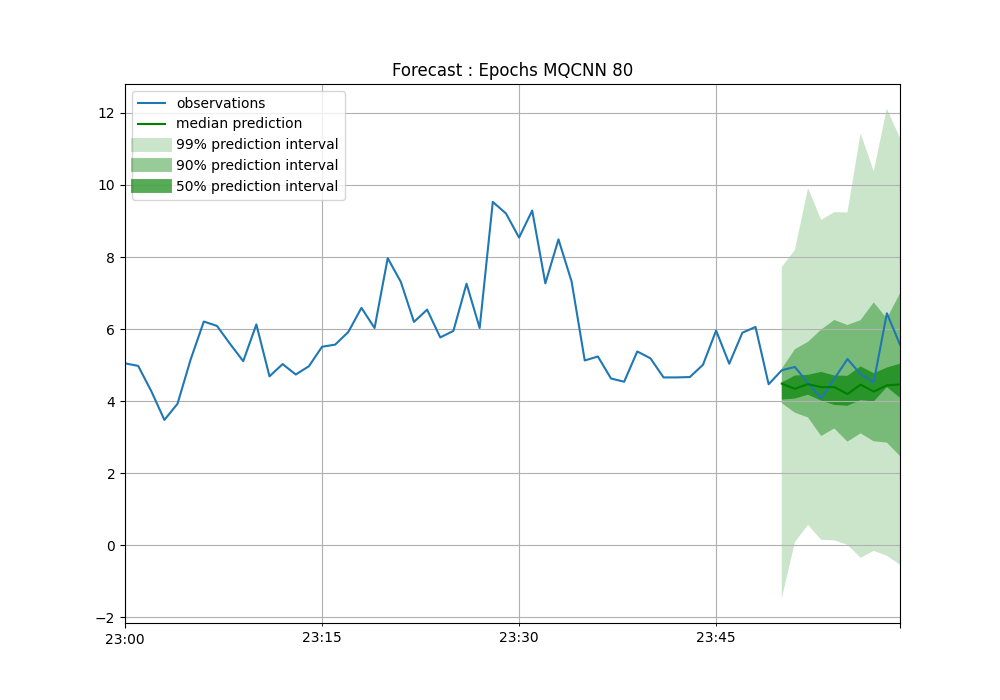 Forecast : Epochs MQCNN 80
observations
median prediction
99% prediction interval
90% prediction interval
50% prediction interval
12
10
8
6
4
2
0
−2
23:00
23:15
23:30
23:45